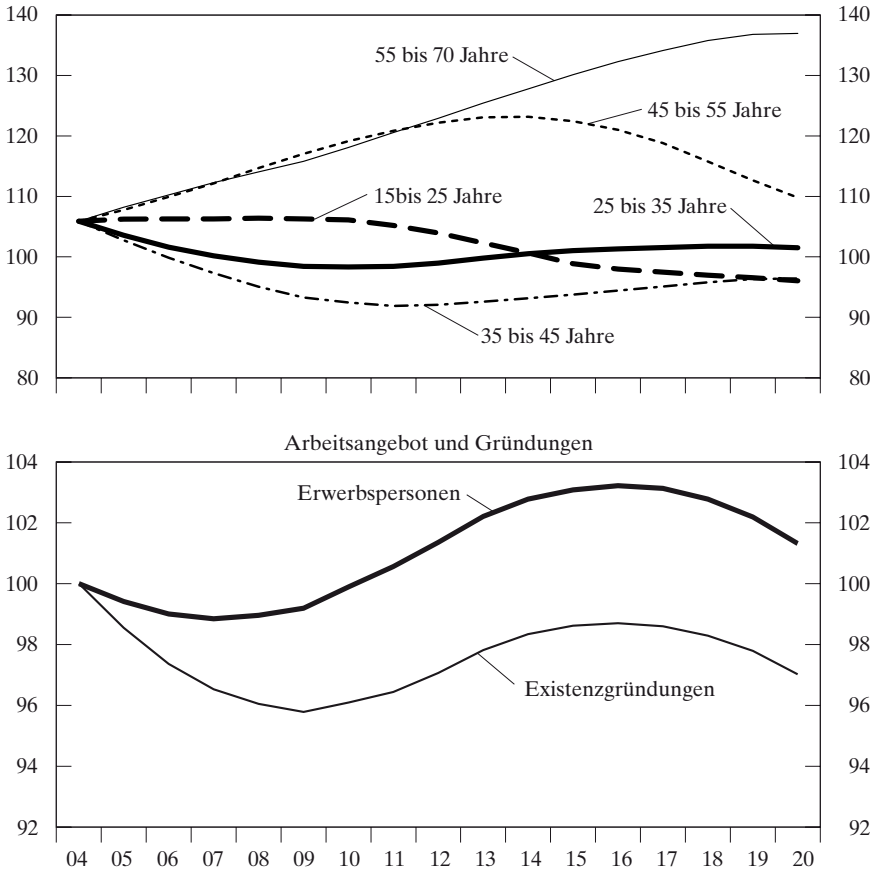 140 140
55 bis 70 Jahre
130 130
45 bis 55 Jahre
120 120
15bis 25 Jahre
25 bis 35 Jahre
110 110
100 100
90 90
35 bis 45 Jahre
80 80
Arbeitsangebot und Gründungen
104 104
Erwerbspersonen
102 102
100 100
98 98
96 96
Existenzgründungen
94 94
92 92
04 05 06 07 08 09 10 11 12 13 14 15 16 17 18 19 20